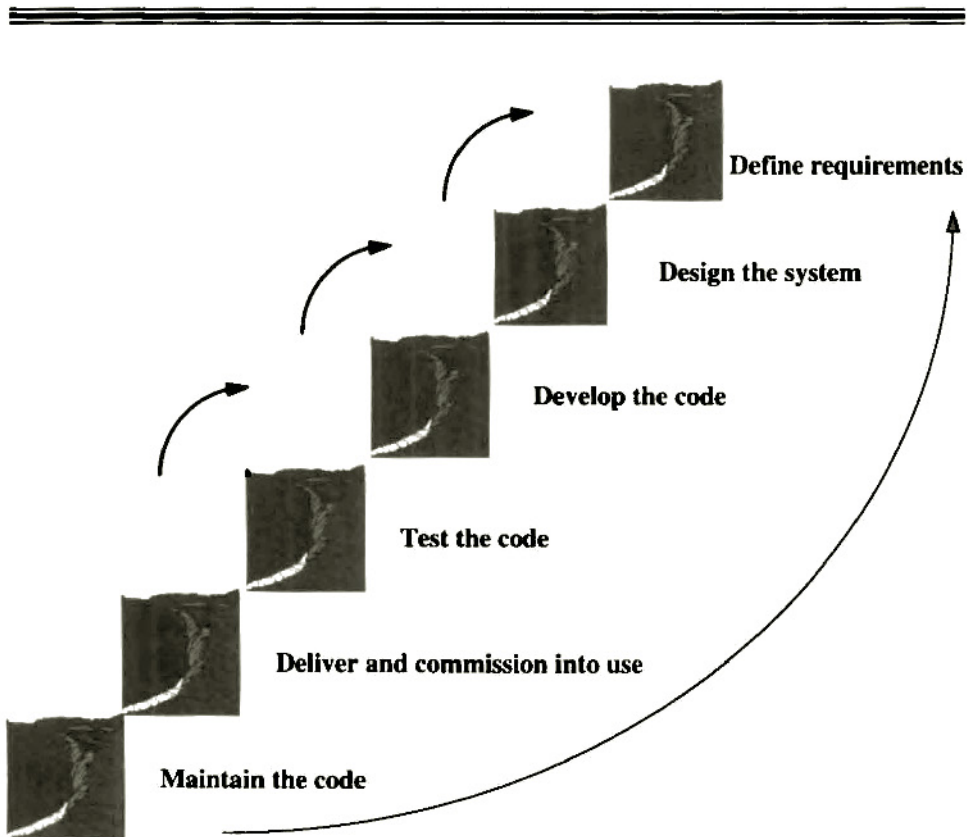 Define requirements
Design the system
Develop the code
Test the code
Deliver and commission into use
Maintain the code